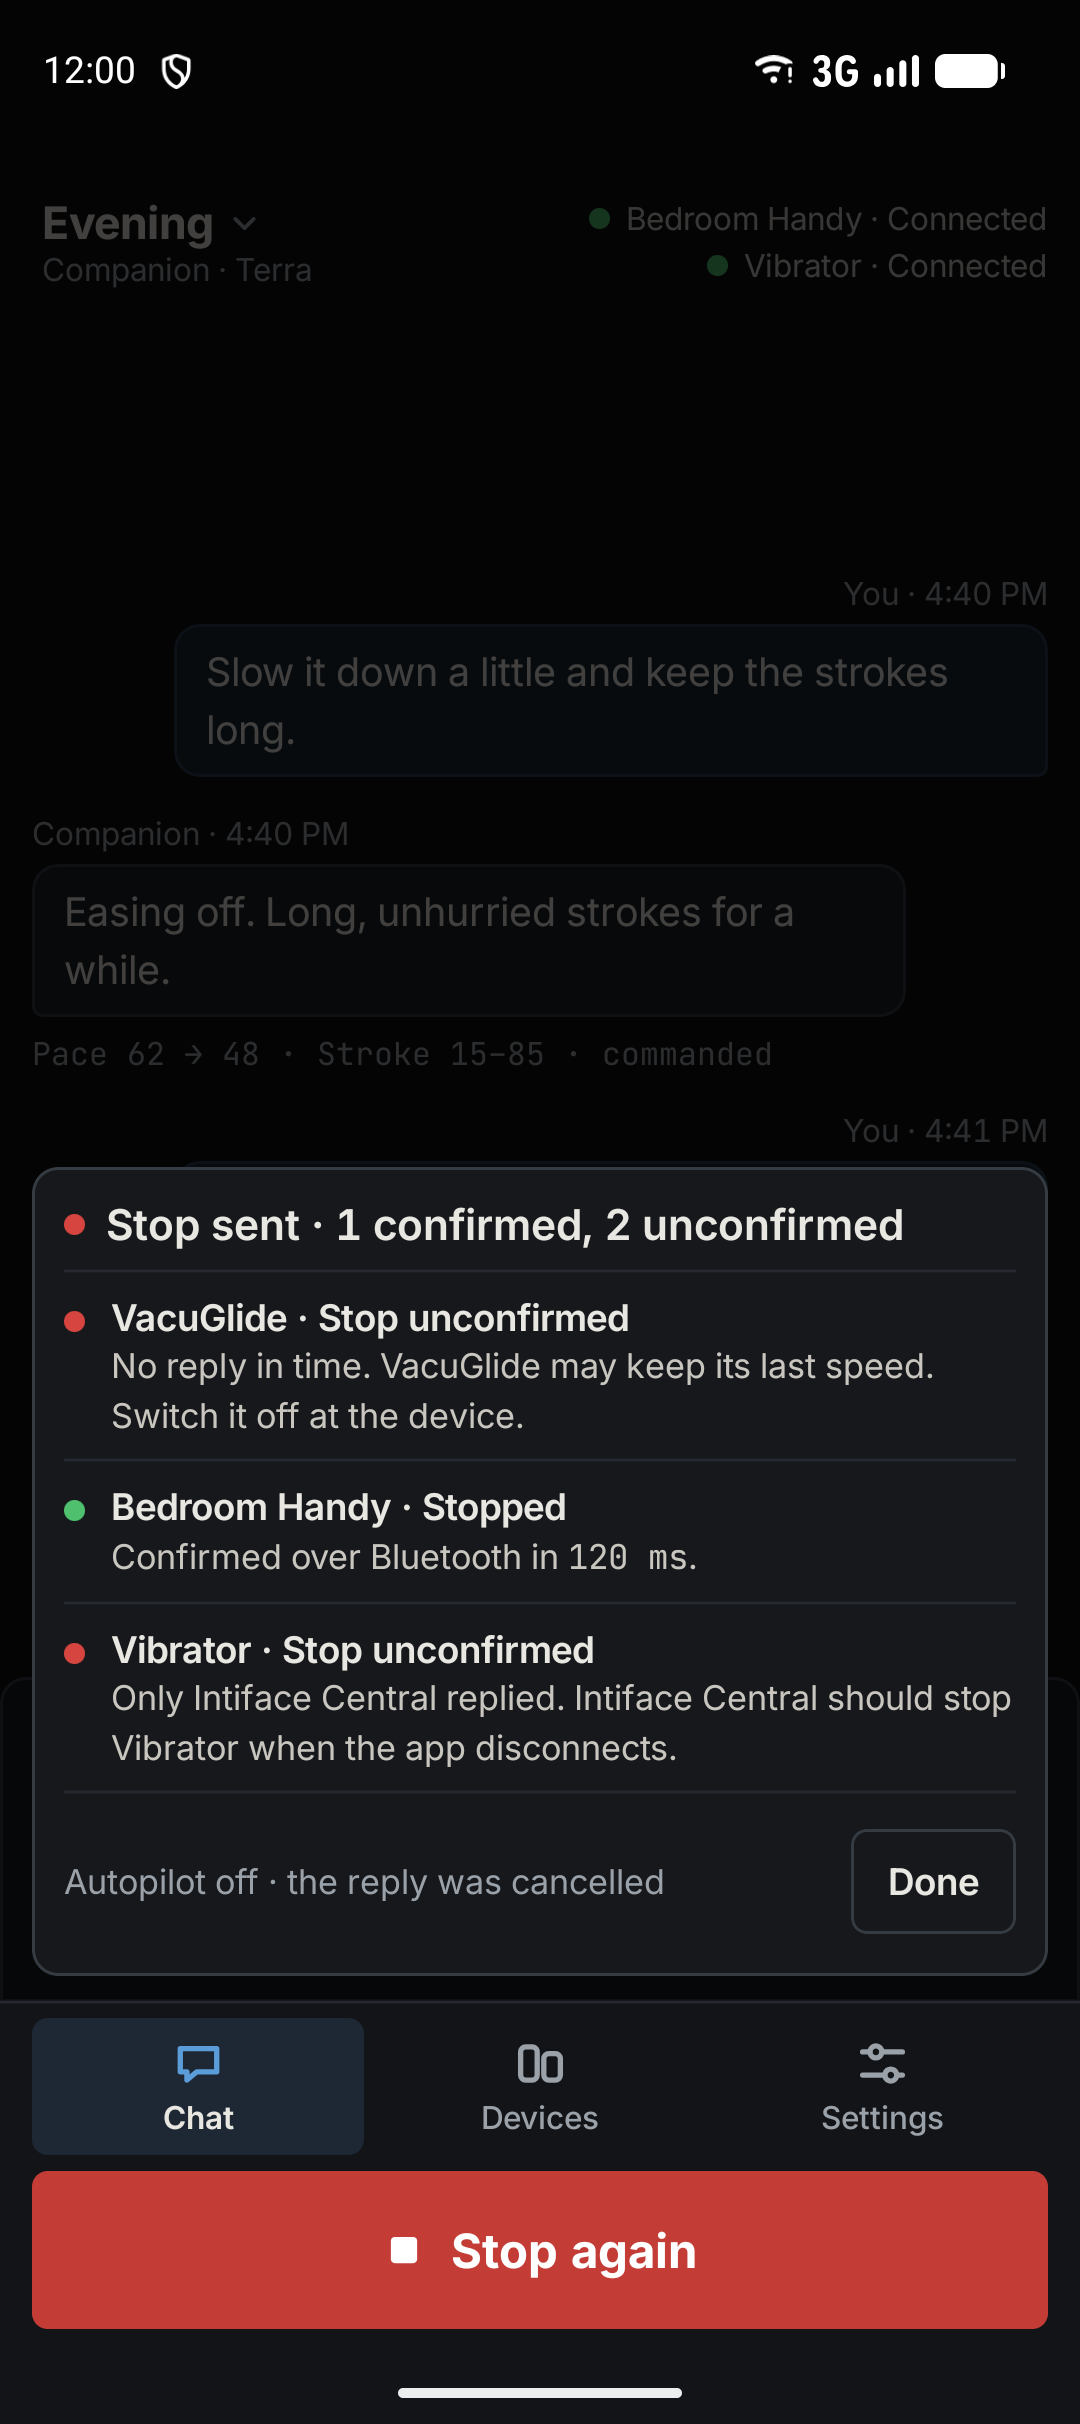 12:00
3G
Evening
Companion · Terra
Bedroom Handy · Connected
Vibrator · Connected
You · 4:40 PM
Slow it down a little and keep the strokes
long.
Companion · 4:40 PM
Easing off. Long, unhurried strokes for a
while.
Pace 62 → 48 · Stroke 15–85 · commanded
You · 4:41 PM
Stop sent · 1 confirmed, 2 unconfirmed
VacuGlide · Stop unconfirmed
No reply in time. VacuGlide may keep its last speed.
Switch it off at the device.
Bedroom Handy · Stopped
Confirmed over Bluetooth in 120 ms.
Vibrator · Stop unconfirmed
Only Intiface Central replied. Intiface Central should stop
Vibrator when the app disconnects.
Autopilot off · the reply was cancelled
Done
Chat
Devices
Settings
Stop again